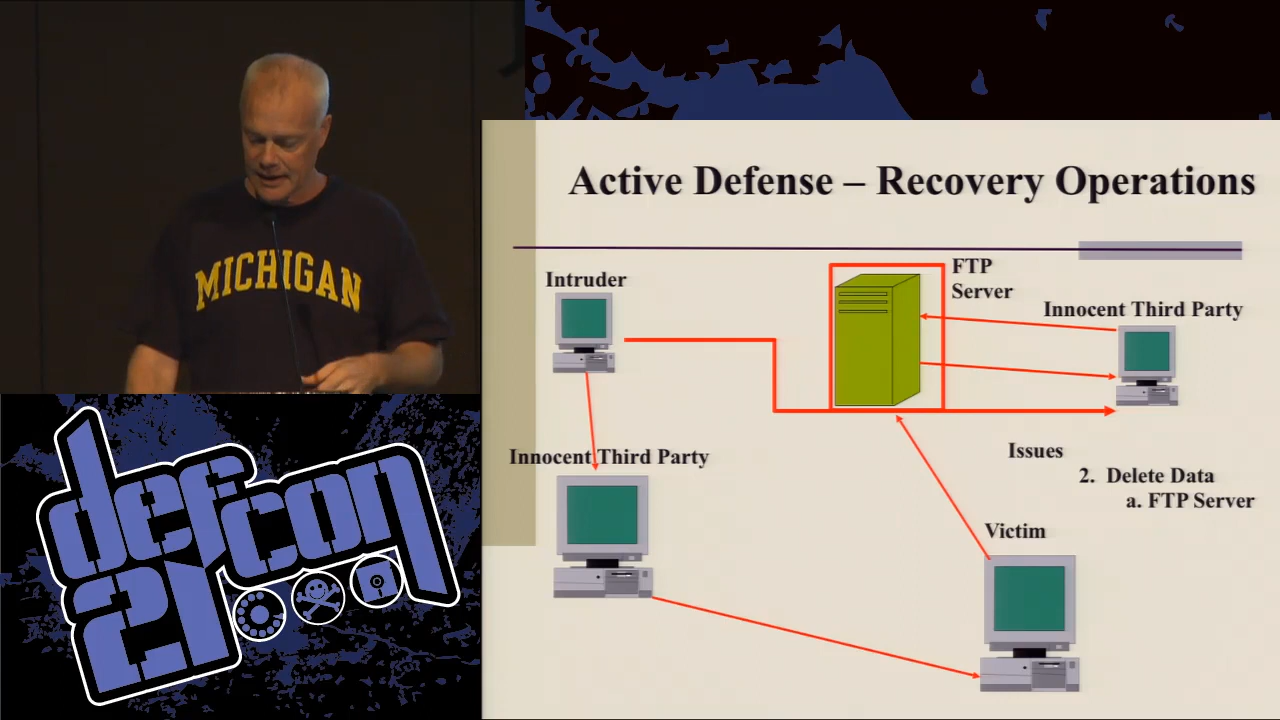 MICHIGAN
Active Defense – Recovery Operations
Intruder
FTP
Server
Innocent Third Party
Innocent Third Party
Issues
2. Delete Data
a. FTP Server
Victim
defcon
21